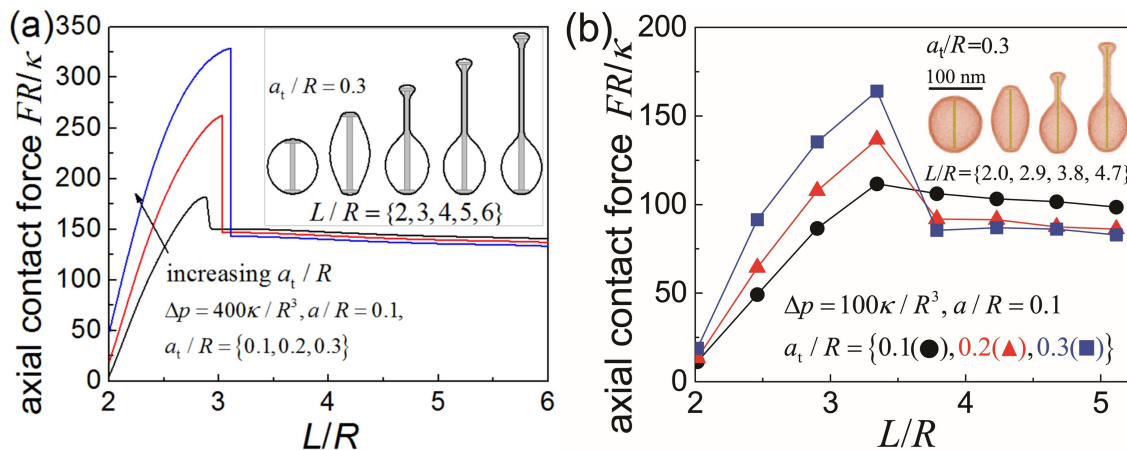 (a)
axial contact force FR/κ
350
300
250
200
150
100
50
0
2
3
4
5
6
L/R
a_t / R = 0.3
L / R = {2, 3, 4, 5, 6}
increasing a_t / R
Δp = 400κ / R³, a / R = 0.1,
a_t / R = {0.1, 0.2, 0.3}
(b)
axial contact force FR/κ
200
150
100
50
0
2
3
4
5
L/R
a_t/R=0.3
100 nm
L/R={2.0, 2.9, 3.8, 4.7}
Δp = 100κ / R³, a / R = 0.1
a_t / R = {0.1(●), 0.2(▲), 0.3(■)}